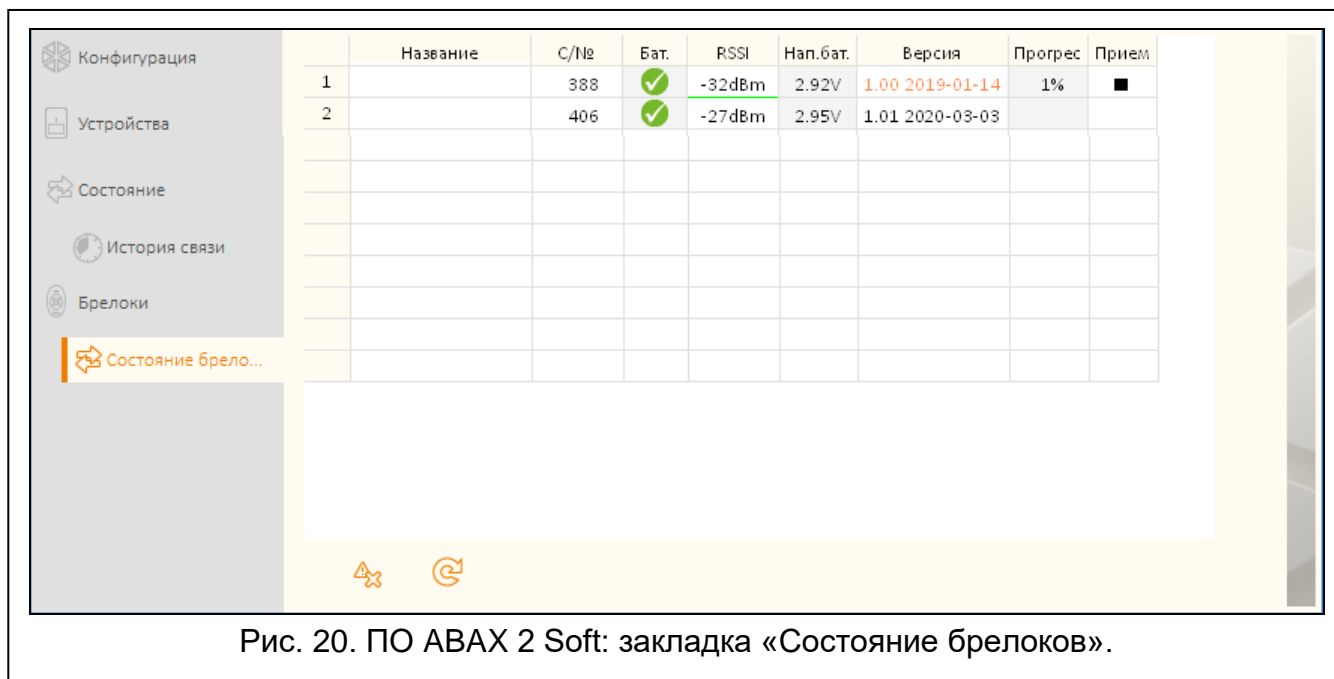 Конфигурация
Устройства
Состояние
История связи
Брелоки
Состояние брело...
Название С/№ Бат. RSSI Нап.бат. Версия Прогрес Прием
1 388 -32dBm 2.92V 1.00 2019-01-14 1%
2 406 -27dBm 2.95V 1.01 2020-03-03
Рис. 20. ПО ABAX 2 Soft: закладка «Состояние брелоков».